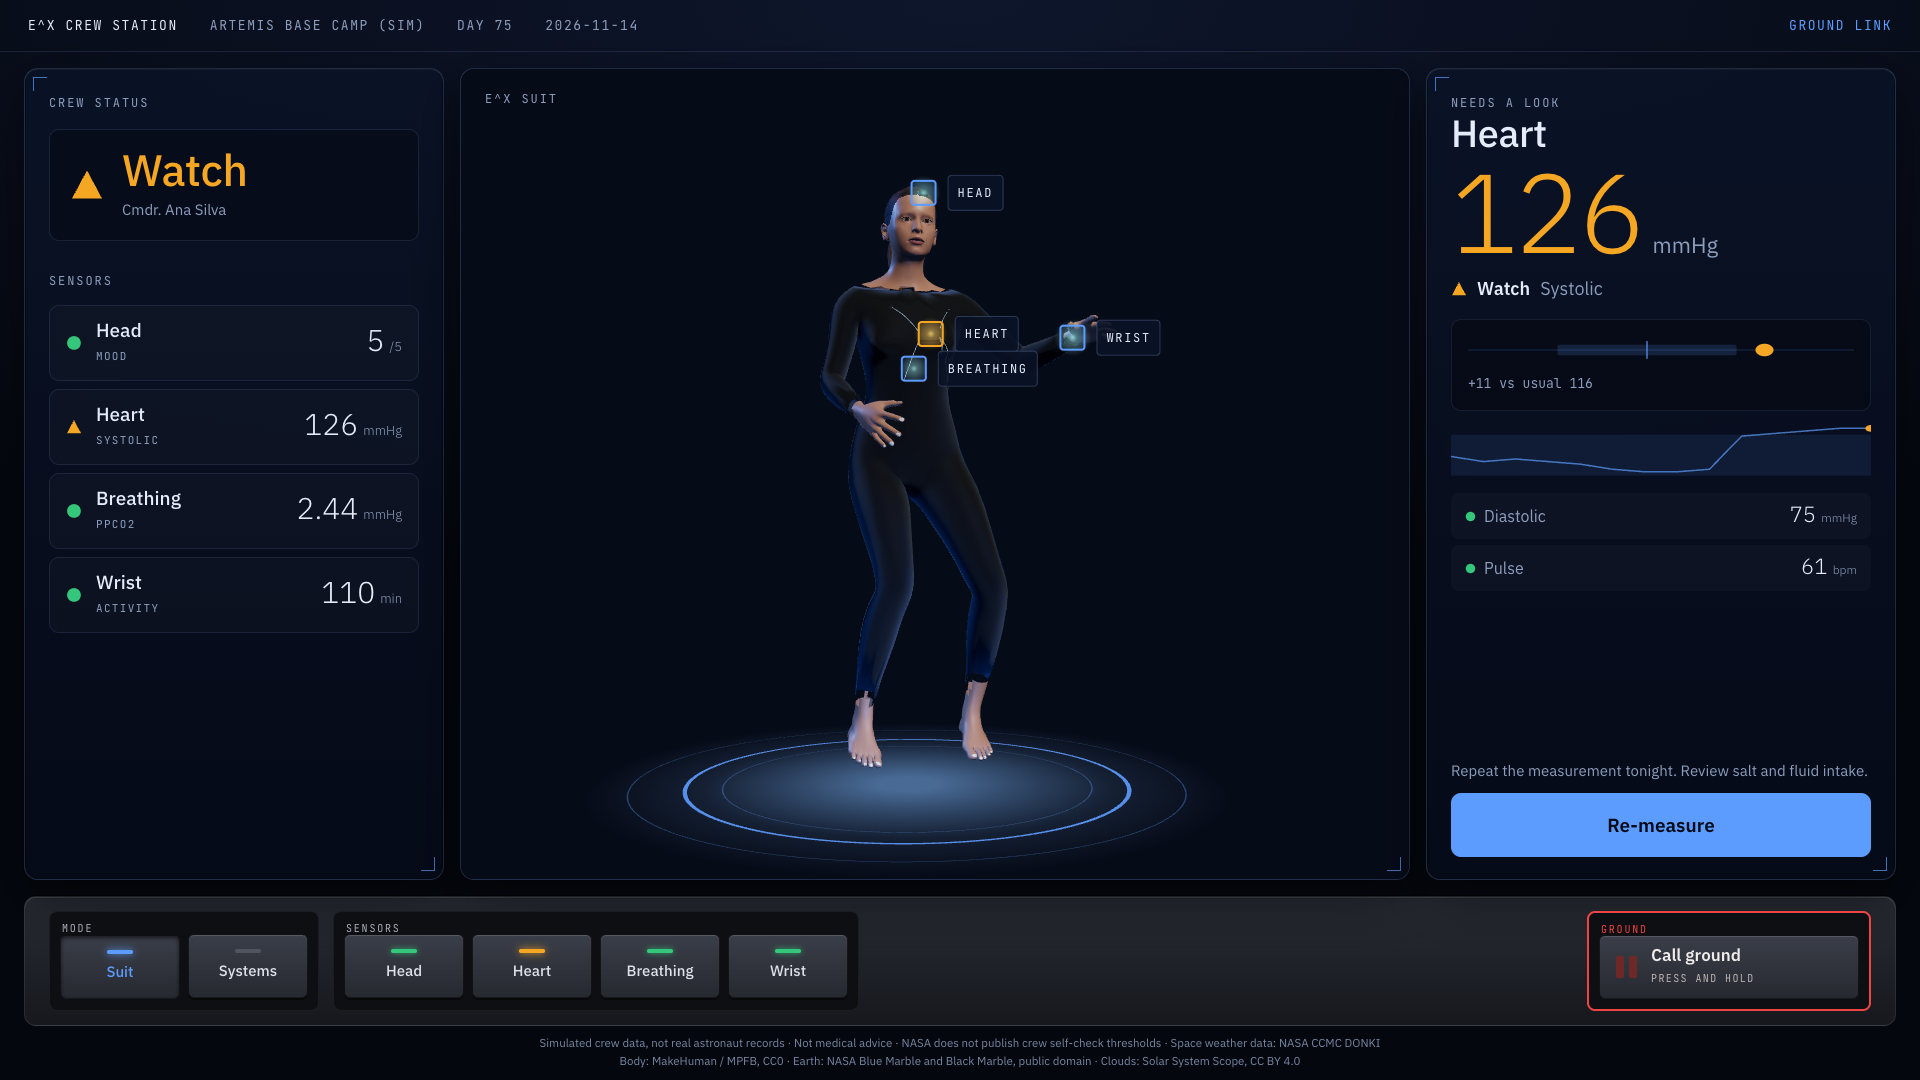 E^X CREW STATION ARTEMIS BASE CAMP (SIM) DAY 75 2026-11-14 GROUND LINK
CREW STATUS
Watch
Cmdr. Ana Silva
SENSORS
Head
MOOD
5 /5
Heart
SYSTOLIC
126 mmHg
Breathing
PPCO2
2.44 mmHg
Wrist
ACTIVITY
110 min
E^X SUIT
HEAD
HEART
WRIST
BREATHING
NEEDS A LOOK
Heart
126 mmHg
Watch Systolic
+11 vs usual 116
Diastolic 75 mmHg
Pulse 61 bpm
Repeat the measurement tonight. Review salt and fluid intake.
Re-measure
MODE
Suit
Systems
SENSORS
Head
Heart
Breathing
Wrist
GROUND
Call ground
PRESS AND HOLD
Simulated crew data, not real astronaut records · Not medical advice · NASA does not publish crew self-check thresholds · Space weather data: NASA CCMC DONKI
Body: MakeHuman / MPFB, CC0 · Earth: NASA Blue Marble and Black Marble, public domain · Clouds: Solar System Scope, CC BY 4.0